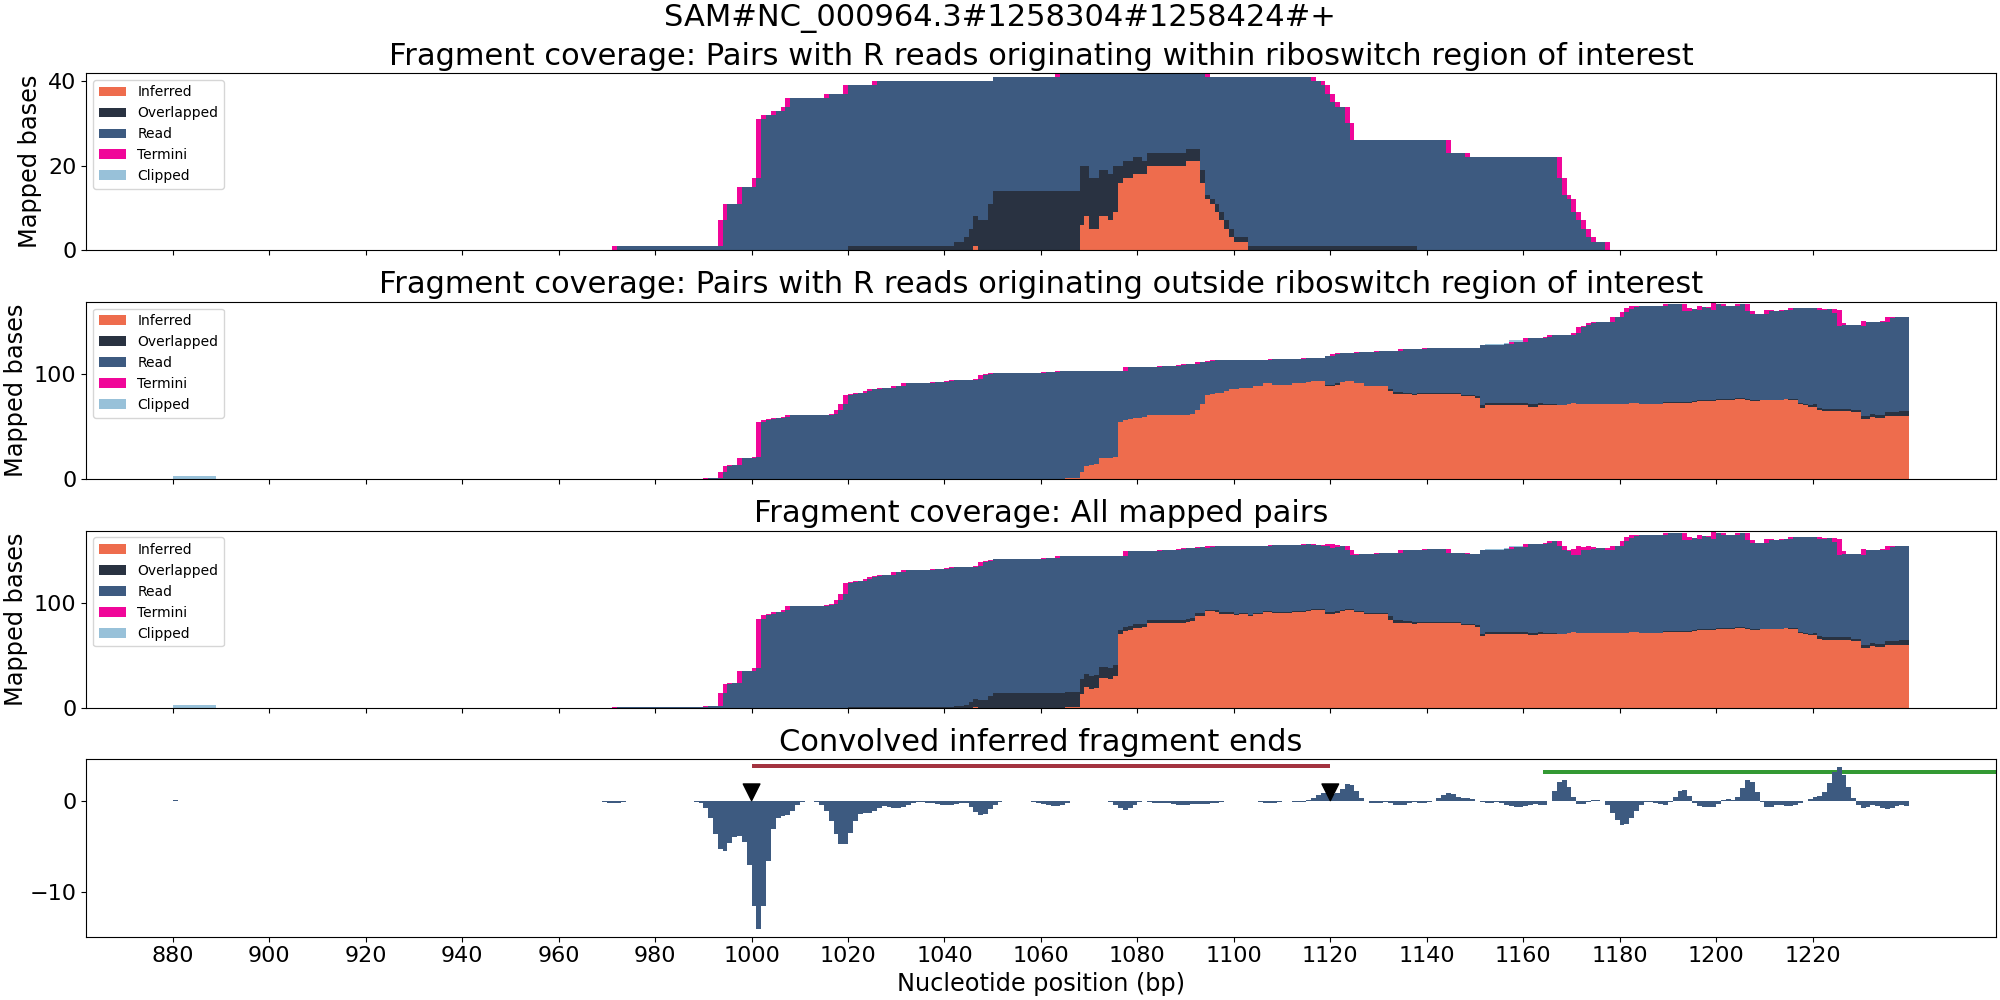 SAM#NC_000964.3#1258304#1258424#+
Fragment coverage: Pairs with R reads originating within riboswitch region of interest
Mapped bases
40
20
0
Inferred
Overlapped
Read
Termini
Clipped
Fragment coverage: Pairs with R reads originating outside riboswitch region of interest
Mapped bases
100
0
Inferred
Overlapped
Read
Termini
Clipped
Fragment coverage: All mapped pairs
Mapped bases
100
0
Inferred
Overlapped
Read
Termini
Clipped
Convolved inferred fragment ends
0
−10
880 900 920 940 960 980 1000 1020 1040 1060 1080 1100 1120 1140 1160 1180 1200 1220
Nucleotide position (bp)